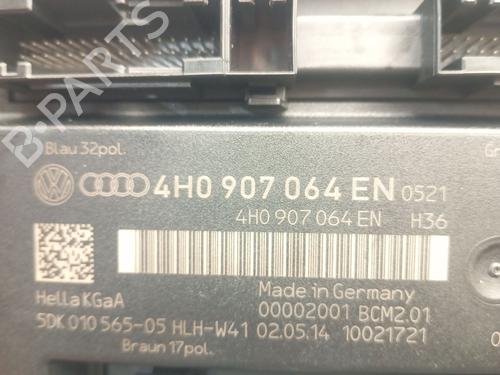 B-PARTS
Blau 32pol.
4H0 907 064 EN 0521
4H0 907 064 EN H36
Hella KGaA
Made in Germany
00002001 BCM2.01
5DK 010 565-05 HLH-W41 02.05.14 10021721
Braun 17pol.